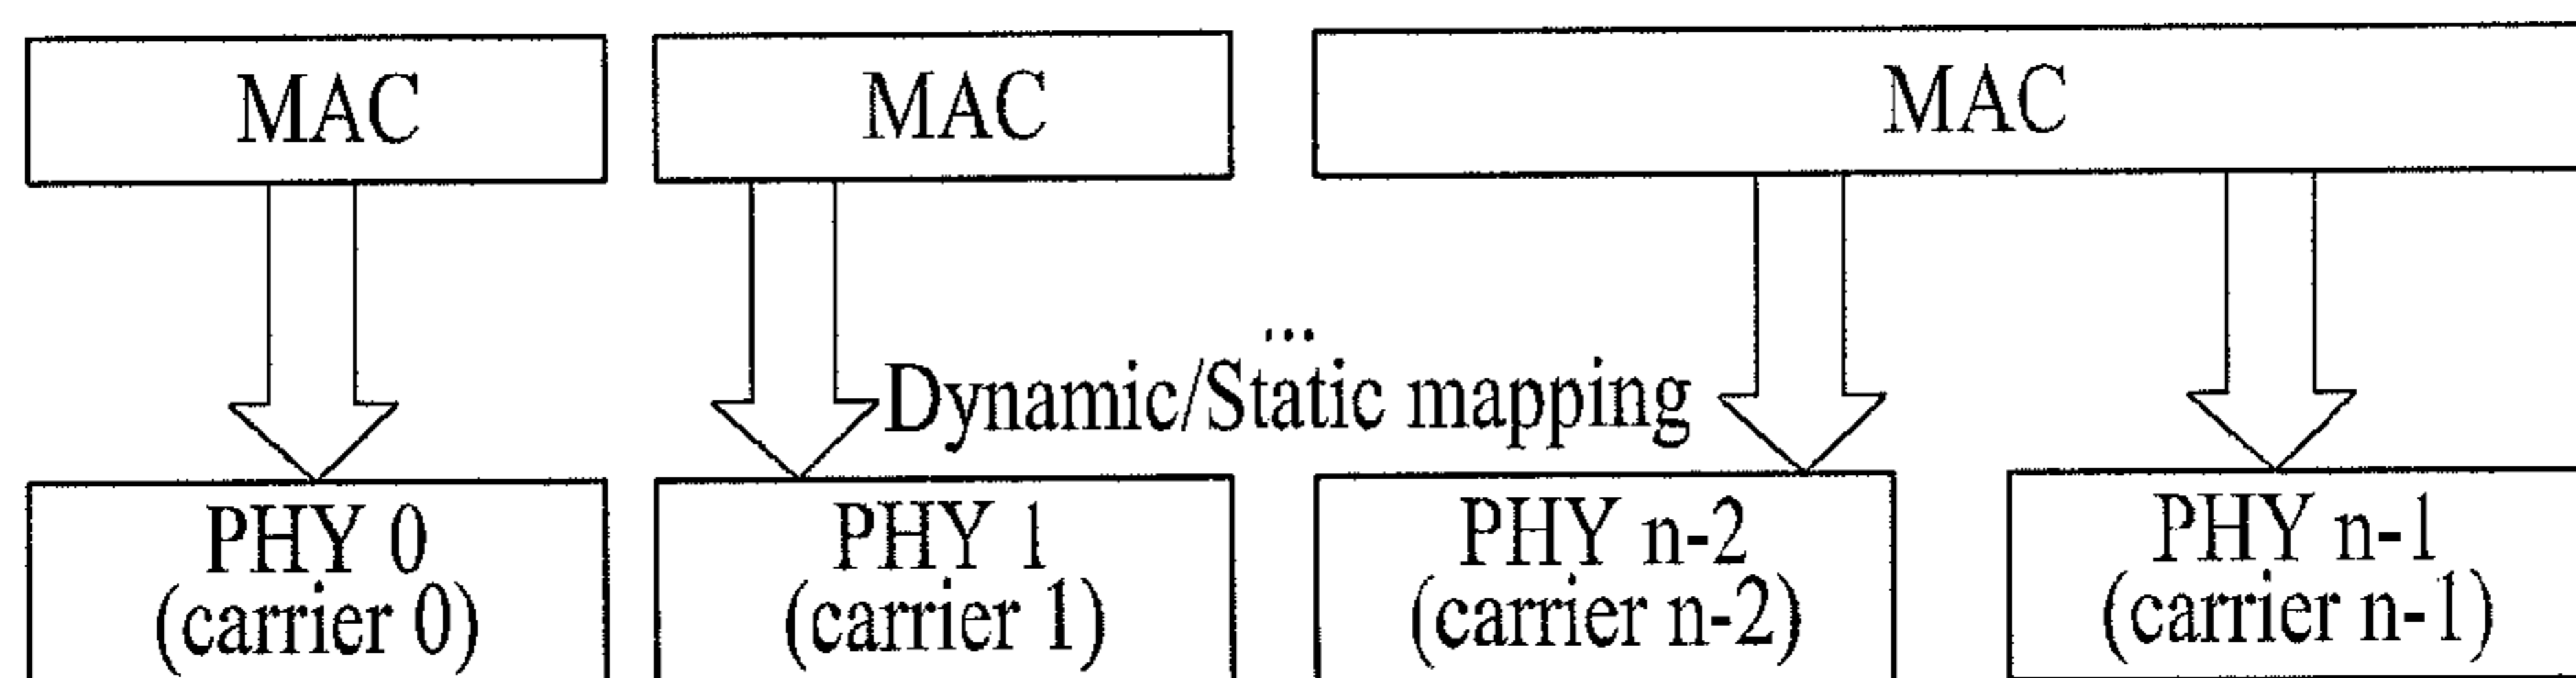 MAC
MAC
MAC
...
Dynamic/Static mapping
PHY 0
(carrier 0)
PHY 1
(carrier 1)
PHY n-2
(carrier n-2)
PHY n-1
(carrier n-1)